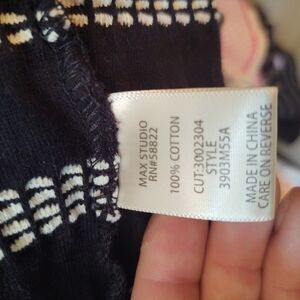 MAX STUDIO
RN#58822
100% COTTON
CUT:3002304
STYLE
3903M55A
MADE IN CHINA
CARE ON REVERSE